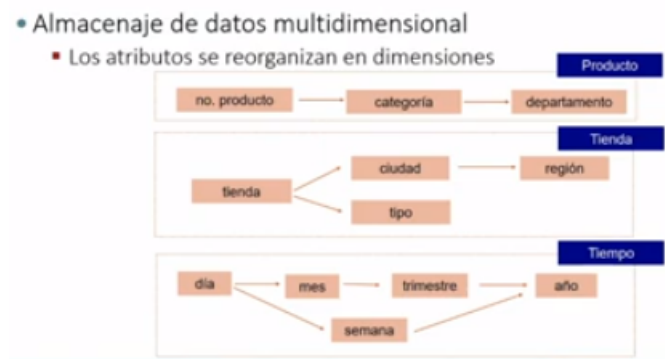 • Almacenaje de datos multidimensional
▪ Los atributos se reorganizan en dimensiones
Producto
no. producto
categoría
departamento
Tienda
ciudad
región
tienda
tipo
Tiempo
día
mes
trimestre
año
semana